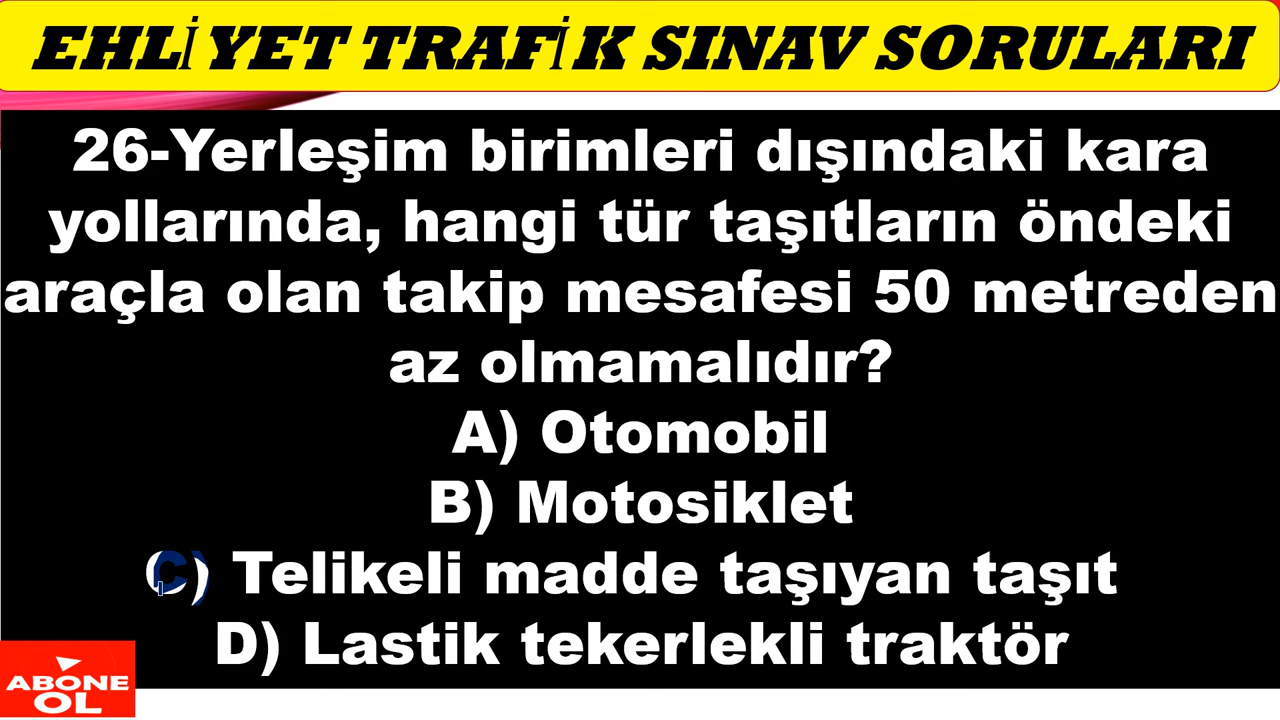 EHLİYET TRAFİK SINAV SORULARI
26-Yerleşim birimleri dışındaki kara
yollarında, hangi tür taşıtların öndeki
araçla olan takip mesafesi 50 metreden
az olmamalıdır?
A) Otomobil
B) Motosiklet
C) Telikeli madde taşıyan taşıt
D) Lastik tekerlekli traktör
ABONE
OL